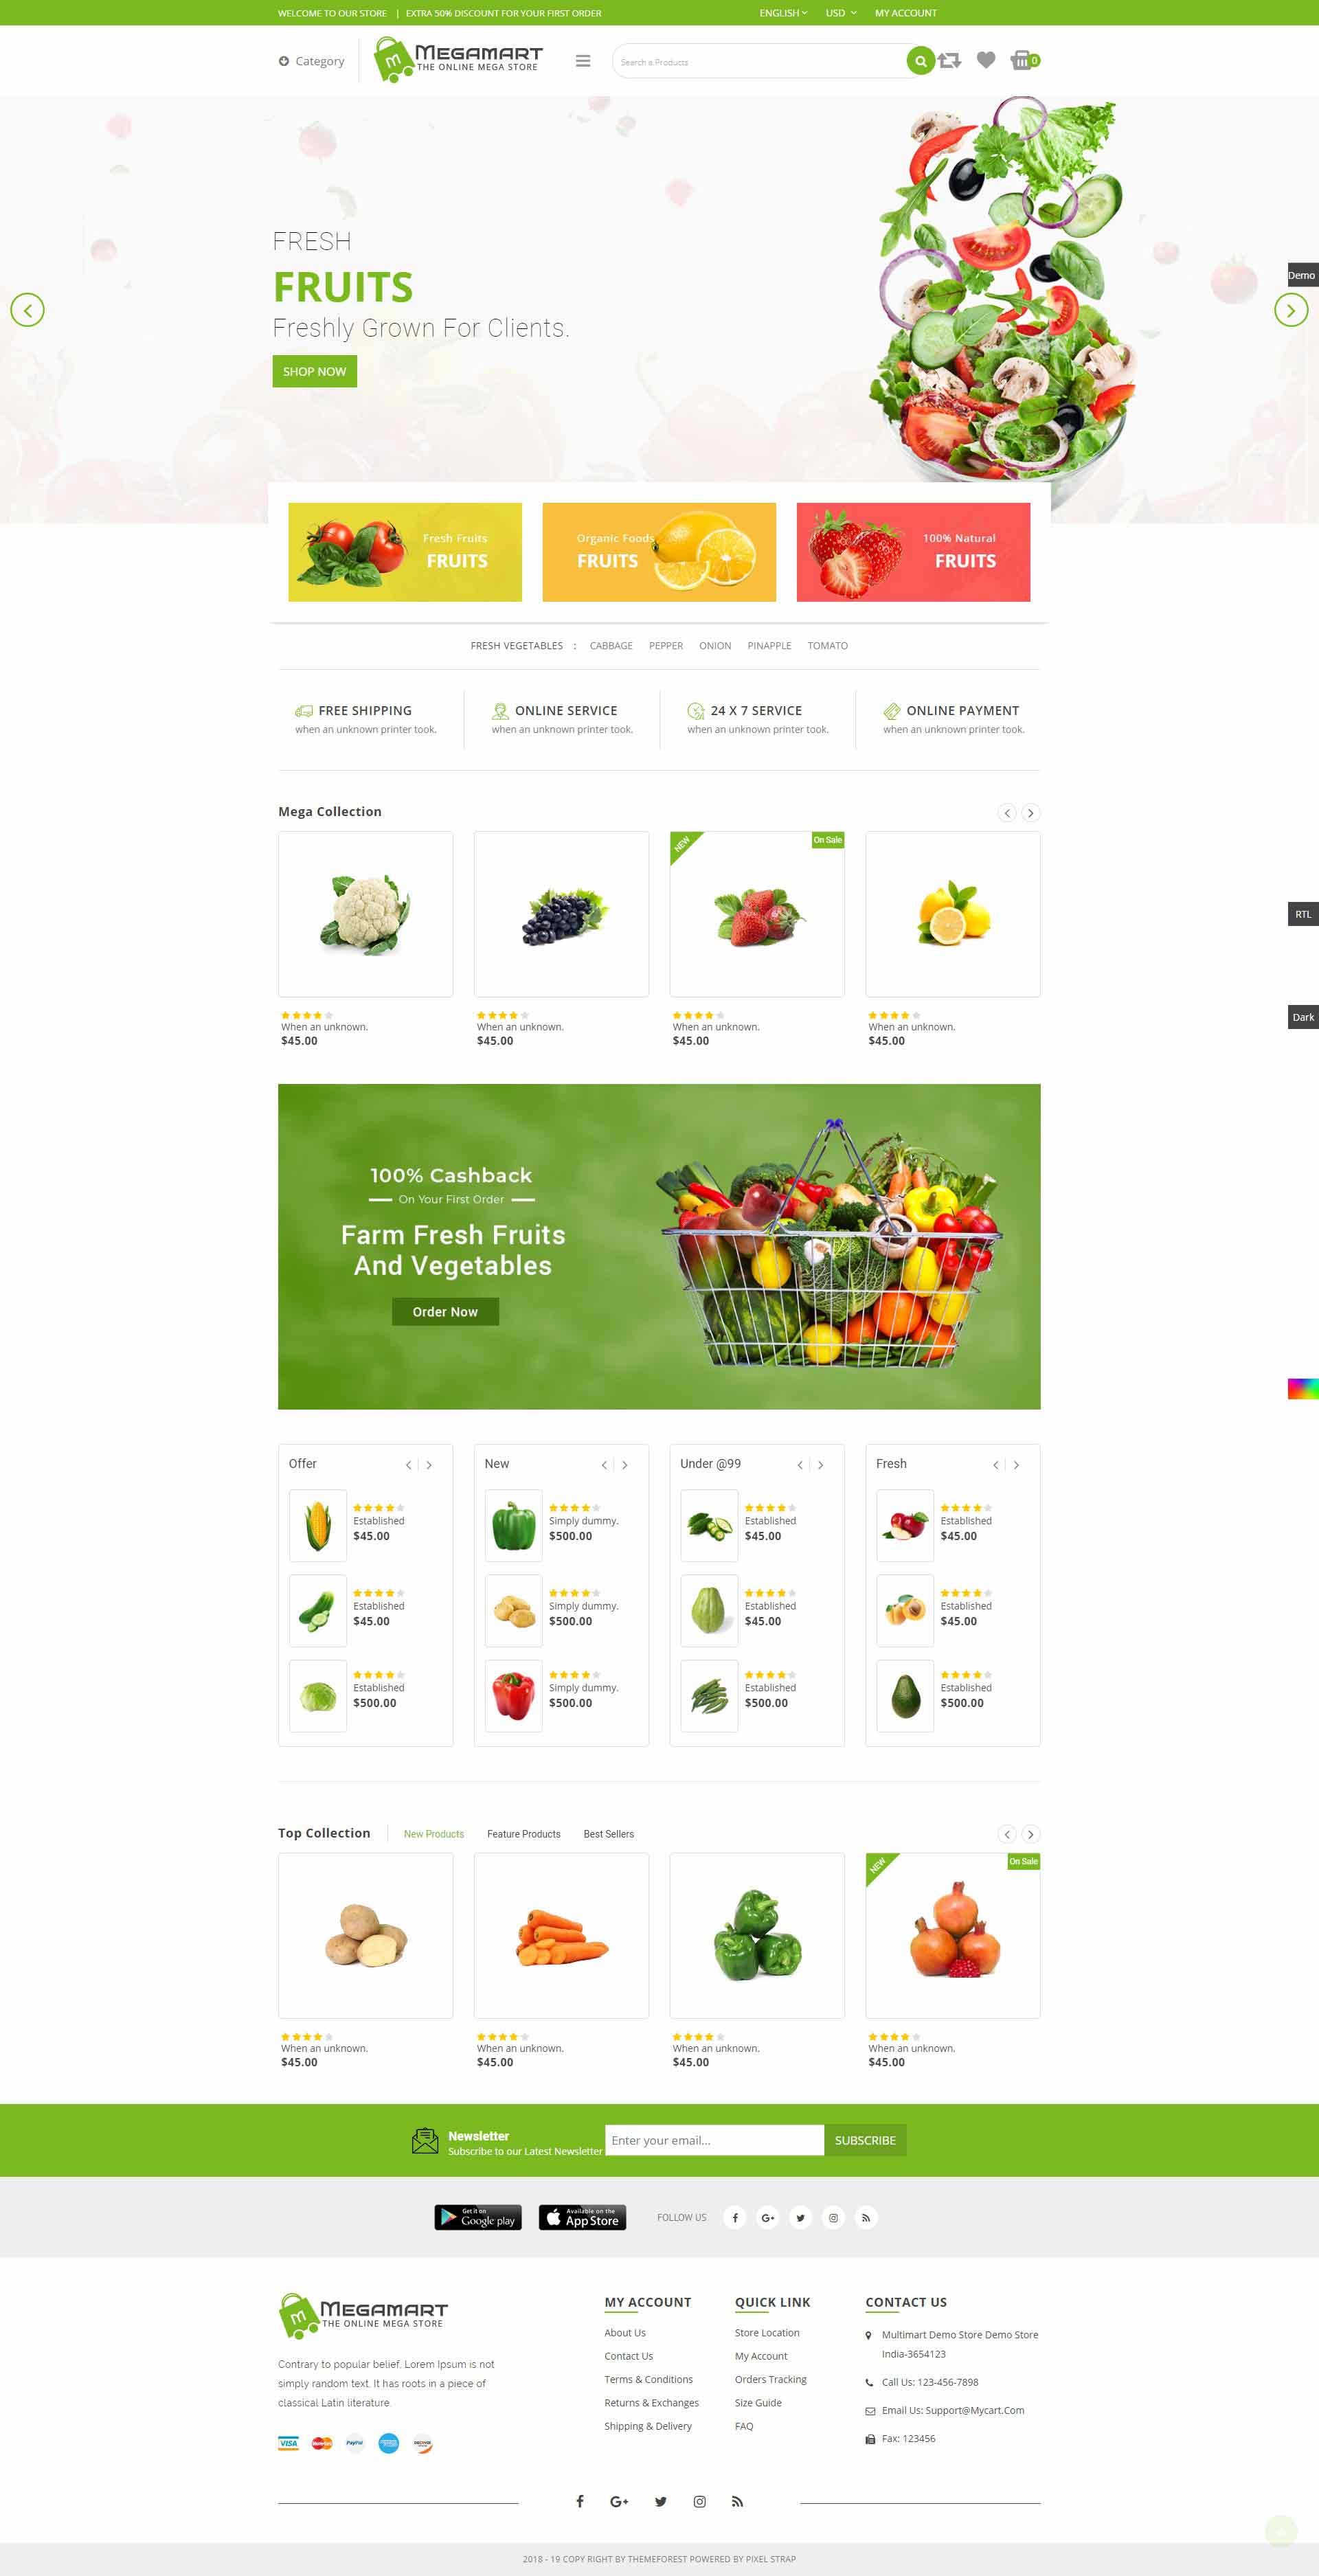 WELCOME TO OUR STORE | EXTRA 50% DISCOUNT FOR YOUR FIRST ORDER ENGLISH USD MY ACCOUNT
Category
MEGAMART
THE ONLINE MEGA STORE
Search a Products
0
FRESH
FRUITS
Freshly Grown For Clients.
SHOP NOW
Demo
Fresh Fruits
FRUITS
Organic Foods
FRUITS
100% Natural
FRUITS
FRESH VEGETABLES : CABBAGE PEPPER ONION PINAPPLE TOMATO
FREE SHIPPING
when an unknown printer took.
ONLINE SERVICE
when an unknown printer took.
24 X 7 SERVICE
when an unknown printer took.
ONLINE PAYMENT
when an unknown printer took.
Mega Collection
NEW
On Sale
RTL
Dark
When an unknown.
$45.00
When an unknown.
$45.00
When an unknown.
$45.00
When an unknown.
$45.00
100% Cashback
On Your First Order
Farm Fresh Fruits
And Vegetables
Order Now
Offer
Established
$45.00
Established
$45.00
Established
$500.00
New
Simply dummy.
$500.00
Simply dummy.
$500.00
Simply dummy.
$500.00
Under @99
Established
$45.00
Established
$45.00
Established
$500.00
Fresh
Established
$45.00
Established
$45.00
Established
$500.00
Top Collection New Products Feature Products Best Sellers
NEW
On Sale
When an unknown.
$45.00
When an unknown.
$45.00
When an unknown.
$45.00
When an unknown.
$45.00
Newsletter
Subscribe to our Latest Newsletter
Enter your email...
SUBSCRIBE
Get it on
Google play
Available on the
App Store
FOLLOW US
MEGAMART
THE ONLINE MEGA STORE
Contrary to popular belief, Lorem Ipsum is not
simply random text. It has roots in a piece of
classical Latin literature.
VISA
PayPal
MY ACCOUNT
About Us
Contact Us
Terms & Conditions
Returns & Exchanges
Shipping & Delivery
QUICK LINK
Store Location
My Account
Orders Tracking
Size Guide
FAQ
CONTACT US
Multimart Demo Store Demo Store
India-3654123
Call Us: 123-456-7898
Email Us: Support@Mycart.Com
Fax: 123456
2018 - 19 COPY RIGHT BY THEMEFOREST POWERED BY PIXEL STRAP